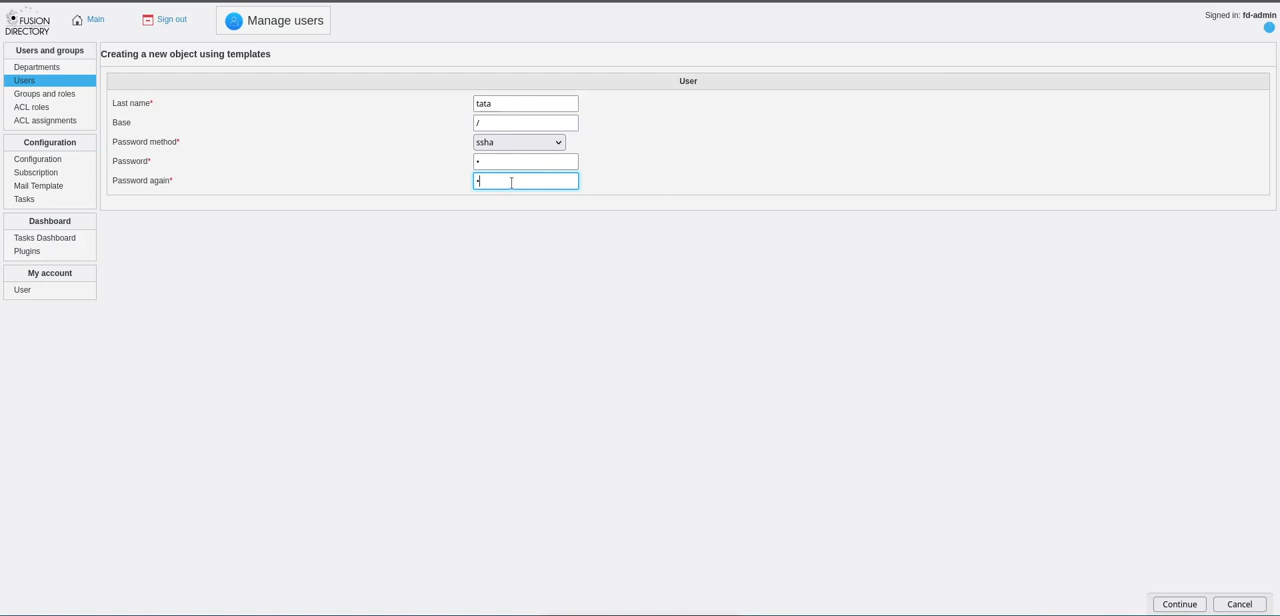 FUSION
DIRECTORY
Main
Sign out
Manage users
Signed in: fd-admin
Users and groups
Departments
Users
Groups and roles
ACL roles
ACL assignments
Configuration
Configuration
Subscription
Mail Template
Tasks
Dashboard
Tasks Dashboard
Plugins
My account
User
Creating a new object using templates
User
Last name* tata
Base /
Password method* ssha
Password* •
Password again* •
Continue Cancel